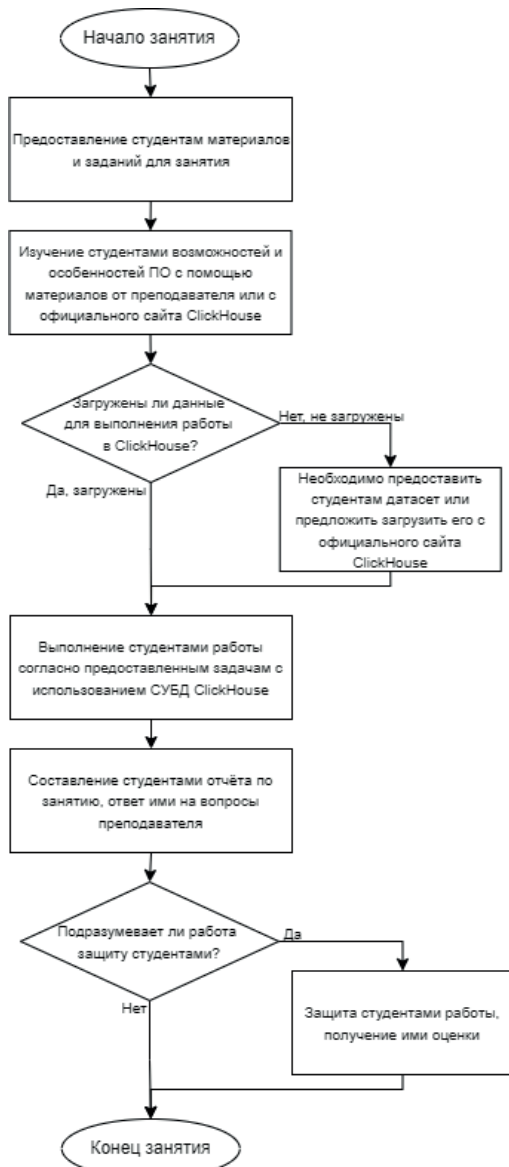 Начало занятия
Предоставление студентам материалов
и заданий для занятия
Изучение студентами возможностей и
особенностей ПО с помощью
материалов от преподавателя или с
официального сайта ClickHouse
Загружены ли данные
для выполнения работы
в ClickHouse?
Нет, не загружены
Да, загружены
Необходимо предоставить
студентам датасет или
предложить загрузить его с
официального сайта
ClickHouse
Выполнение студентами работы
согласно предоставленным задачам с
использованием СУБД ClickHouse
Составление студентами отчёта по
занятию, ответ ими на вопросы
преподавателя
Подразумевает ли работа
защиту студентами?
Да
Нет
Защита студентами работы,
получение ими оценки
Конец занятия